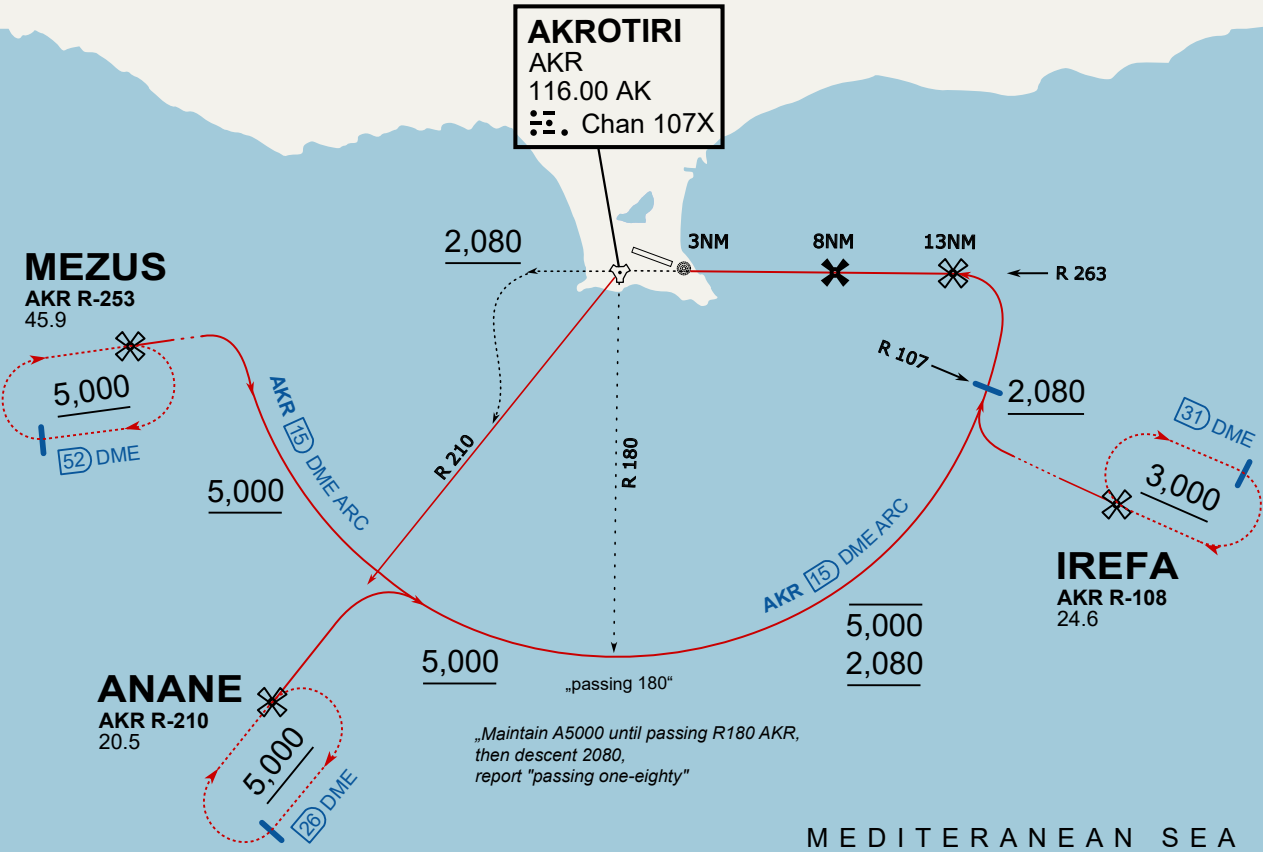 AKROTIRI
AKR
116.00 AK
Chan 107X
2,080
3NM
8NM
13NM
R 263
MEZUS
AKR R-253
45.9
5,000
52 DME
AKR 15 DME ARC
5,000
R 210
R 180
R 107
2,080
31 DME
3,000
IREFA
AKR R-108
24.6
AKR 15 DME ARC
5,000
2,080
5,000
„passing 180“
ANANE
AKR R-210
20.5
5,000
26 DME
„Maintain A5000 until passing R180 AKR,
then descent 2080,
report "passing one-eighty"
MEDITERANEAN SEA